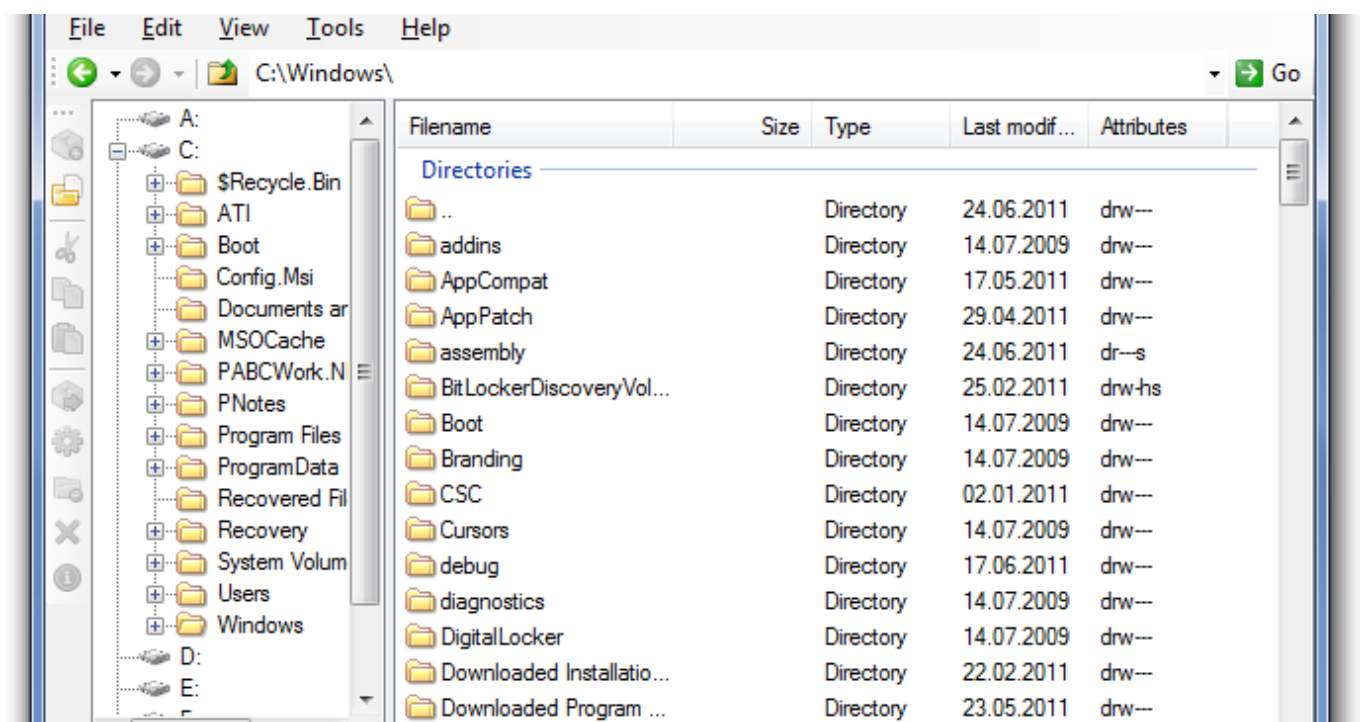 File Edit View Tools Help
C:\Windows\ Go
A:
C:
$Recycle.Bin
ATI
Boot
Config.Msi
Documents ar
MSOCache
PABCWork.N
PNotes
Program Files
ProgramData
Recovered Fil
Recovery
System Volum
Users
Windows
D:
E:
Filename Size Type Last modif... Attributes
Directories
.. Directory 24.06.2011 drw---
addins Directory 14.07.2009 drw---
AppCompat Directory 17.05.2011 drw---
AppPatch Directory 29.04.2011 drw---
assembly Directory 24.06.2011 dr---s
BitLockerDiscoveryVol... Directory 25.02.2011 drw-hs
Boot Directory 14.07.2009 drw---
Branding Directory 14.07.2009 drw---
CSC Directory 02.01.2011 drw---
Cursors Directory 14.07.2009 drw---
debug Directory 17.06.2011 drw---
diagnostics Directory 14.07.2009 drw---
DigitalLocker Directory 14.07.2009 drw---
Downloaded Installatio... Directory 22.02.2011 drw---
Downloaded Program ... Directory 23.05.2011 drw---